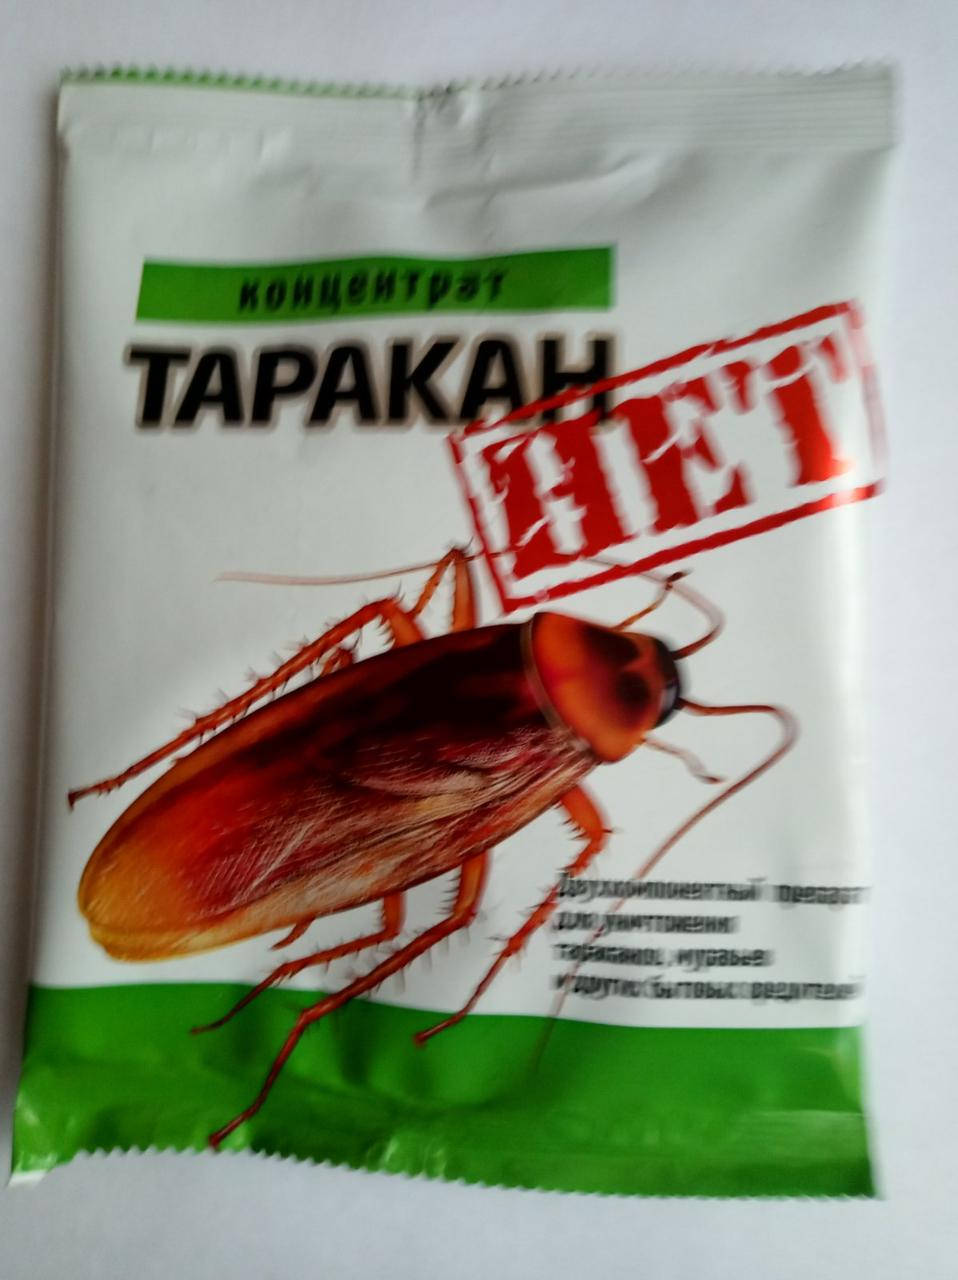 концентрат
ТАРАКАН
НЕТ
Двухкомпонентный препарат
для уничтожения
тараканов, муравьев
и других бытовых вредителей